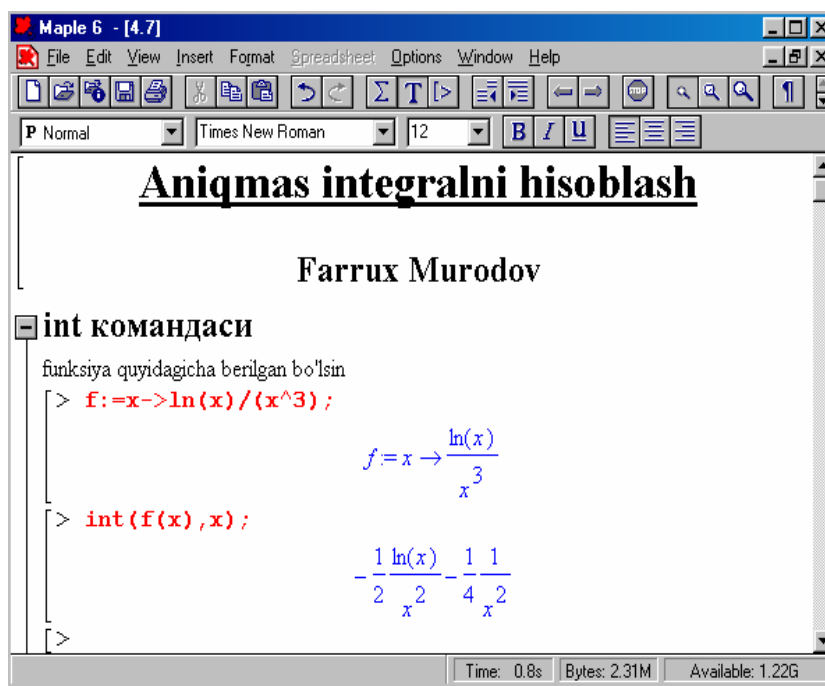 Maple 6 - [4.7]
File Edit View Insert Format Spreadsheet Options Window Help
STOP
P Normal Times New Roman 12 B I U
Aniqmas integralni hisoblash
Farrux Murodov
int командаси
funksiya quyidagicha berilgan bo'lsin
[> f:=x->ln(x)/(x^3);
f := x → ln(x)/x^3
[> int(f(x),x);
- 1/2 ln(x)/x^2 - 1/4 1/x^2
[>
Time: 0.8s Bytes: 2.31M Available: 1.22G